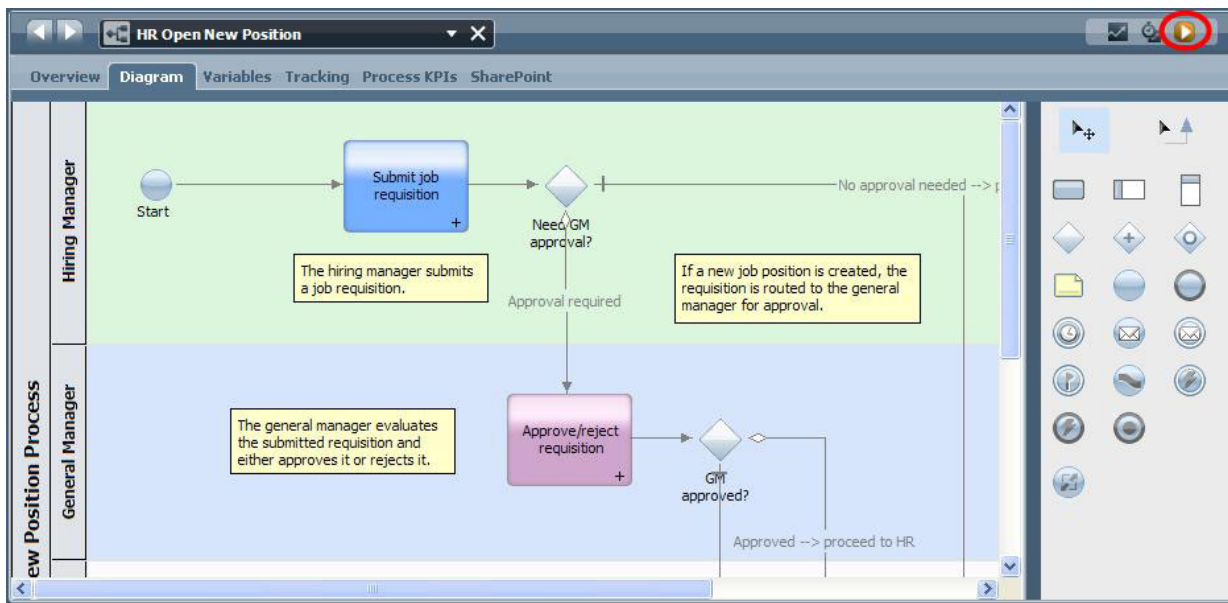 HR Open New Position
Overview Diagram Variables Tracking Process KPIs SharePoint
Hiring Manager
Start
Submit job
requisition
Need GM
approval?
No approval needed -->
The hiring manager submits
a job requisition.
If a new job position is created, the
requisition is routed to the general
manager for approval.
Approval required
ew Position Process
General Manager
The general manager evaluates
the submitted requisition and
either approves it or rejects it.
Approve/reject
requisition
GM
approved?
Approved --> proceed to HR